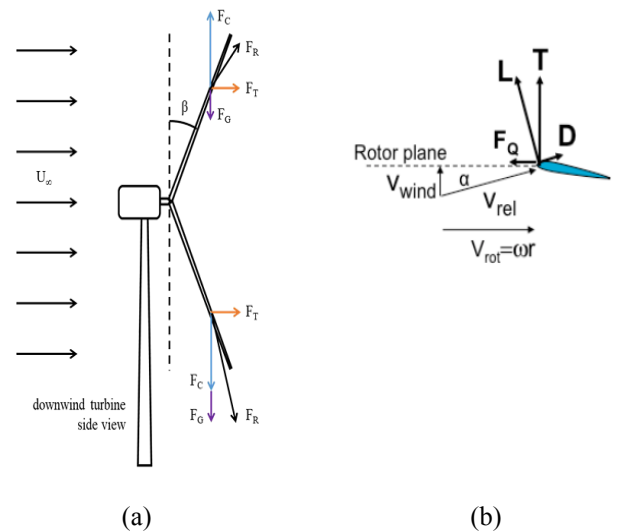 F_C
F_R
β
F_T
F_G
U_∞
F_T
F_C
F_G
F_R
downwind turbine
side view
(a)
L
T
F_Q
D
Rotor plane
V_wind
α
V_rel
V_rot=ωr
(b)